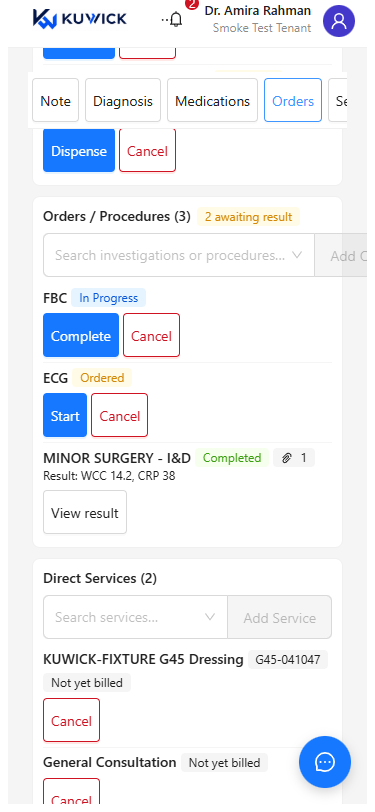 KUWICK
2
Dr. Amira Rahman
Smoke Test Tenant
Note
Diagnosis
Medications
Orders
Se
Dispense
Cancel
Orders / Procedures (3) 2 awaiting result
Search investigations or procedures...
Add O
FBC In Progress
Complete
Cancel
ECG Ordered
Start
Cancel
MINOR SURGERY - I&D Completed 1
Result: WCC 14.2, CRP 38
View result
Direct Services (2)
Search services...
Add Service
KUWICK-FIXTURE G45 Dressing G45-041047
Not yet billed
Cancel
General Consultation Not yet billed
Cancel